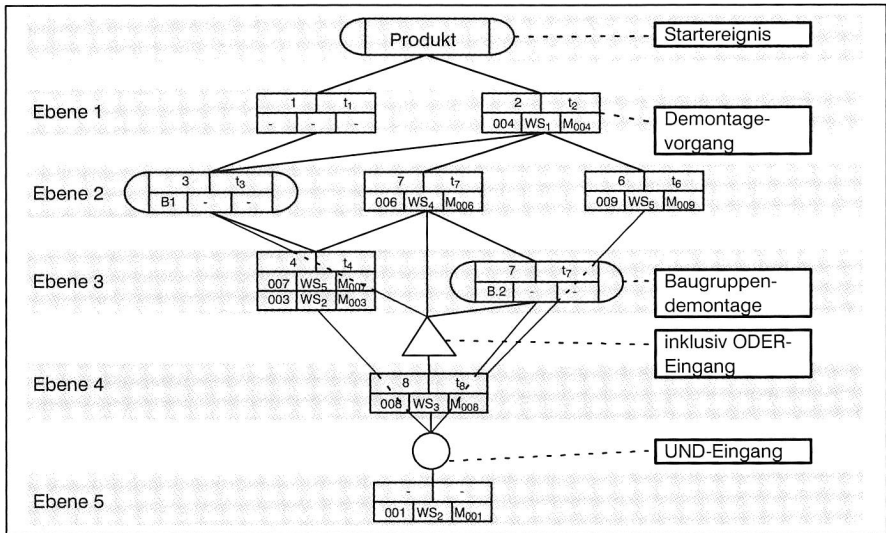 Produkt
Startereignis
Ebene 1
1 t1
- - -
2 t2
004 WS1 M004
Demontage-
vorgang
Ebene 2
3 t3
B1 - -
7 t7
006 WS4 M006
6 t6
009 WS5 M009
Ebene 3
4 t4
007 WS5 M007
003 WS2 M003
7 t7
B.2 - -
Baugruppen-
demontage
inklusiv ODER-
Eingang
Ebene 4
8 t8
008 WS3 M008
UND-Eingang
Ebene 5
- -
001 WS2 M001